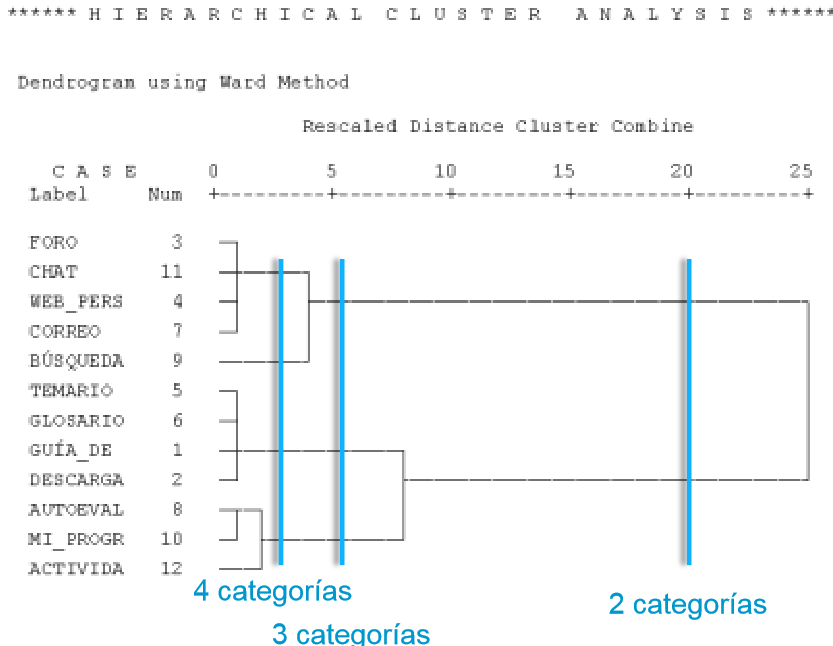 ****** H I E R A R C H I C A L   C L U S T E R   A N A L Y S I S ******
Dendrogram using Ward Method
Rescaled Distance Cluster Combine
C A S E 0 5 10 15 20 25
Label Num +---------+---------+---------+---------+---------+
FORO 3
CHAT 11
WEB_PERS 4
CORREO 7
BÚSQUEDA 9
TEMARIO 5
GLOSARIO 6
GUÍA_DE 1
DESCARGA 2
AUTOEVAL 8
MI_PROGR 10
ACTIVIDA 12
4 categorías
2 categorías
3 categorías